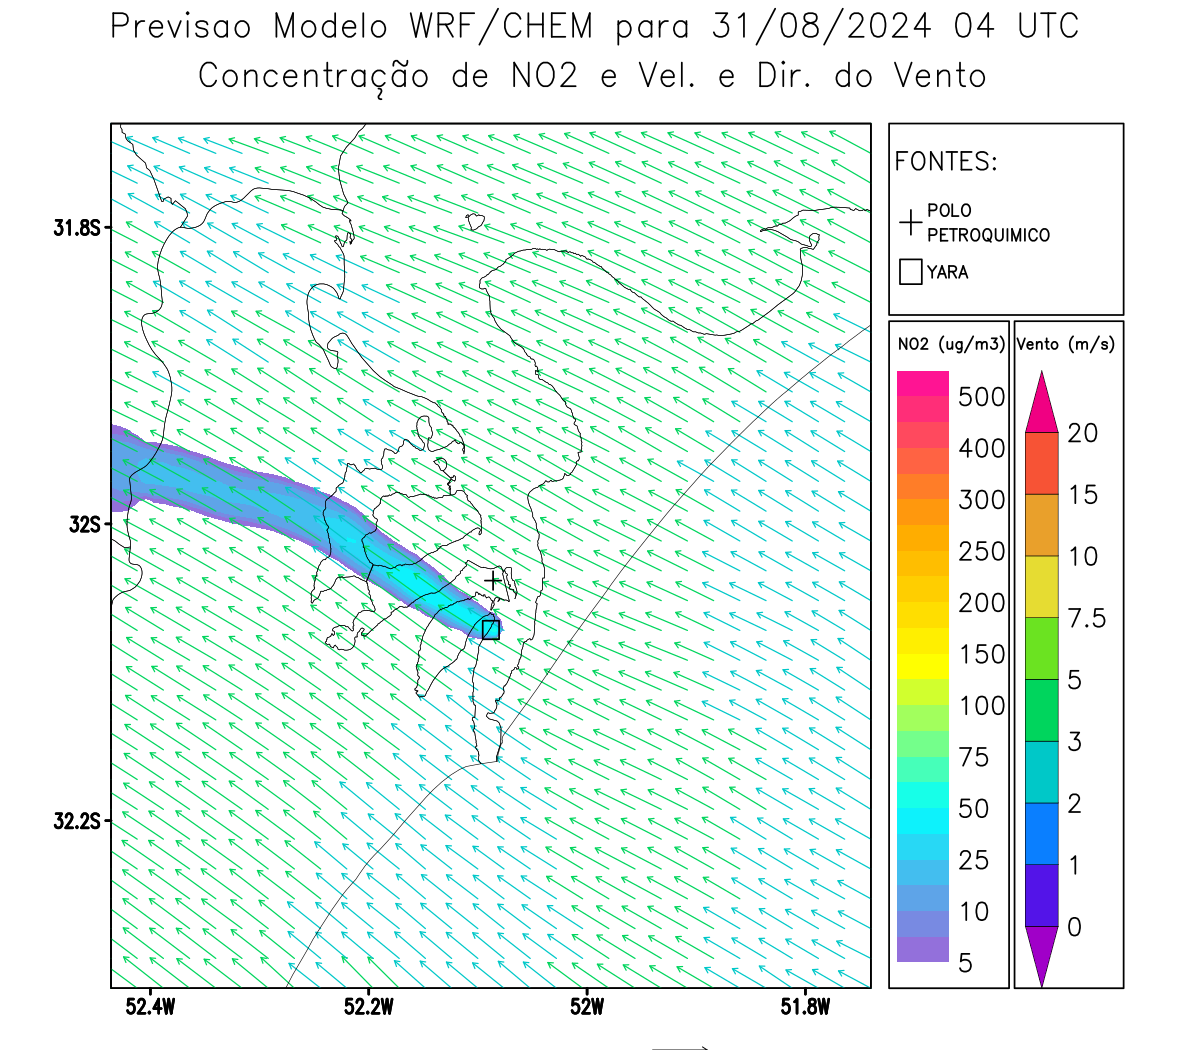 Previsao Modelo WRF/CHEM para 31/08/2024 04 UTC
Concentração de NO2 e Vel. e Dir. do Vento
FONTES:
POLO
PETROQUIMICO
YARA
NO2 (ug/m3)
500
400
300
250
200
150
100
75
50
25
10
5
Vento (m/s)
20
15
10
7.5
5
3
2
1
0
31.8S
32S
32.2S
52.4W
52.2W
52W
51.8W